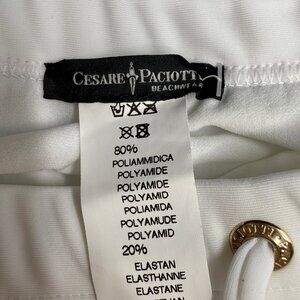 CESARE PACIOTTI
BEACHWEAR
80%
POLIAMMIDICA
POLYAMIDE
POLYAMIDE
POLYAMID
POLIAMIDA
POLYAMUDE
POLYAMID
20%
ELASTAN
ELASTHANNE
ELASTANE